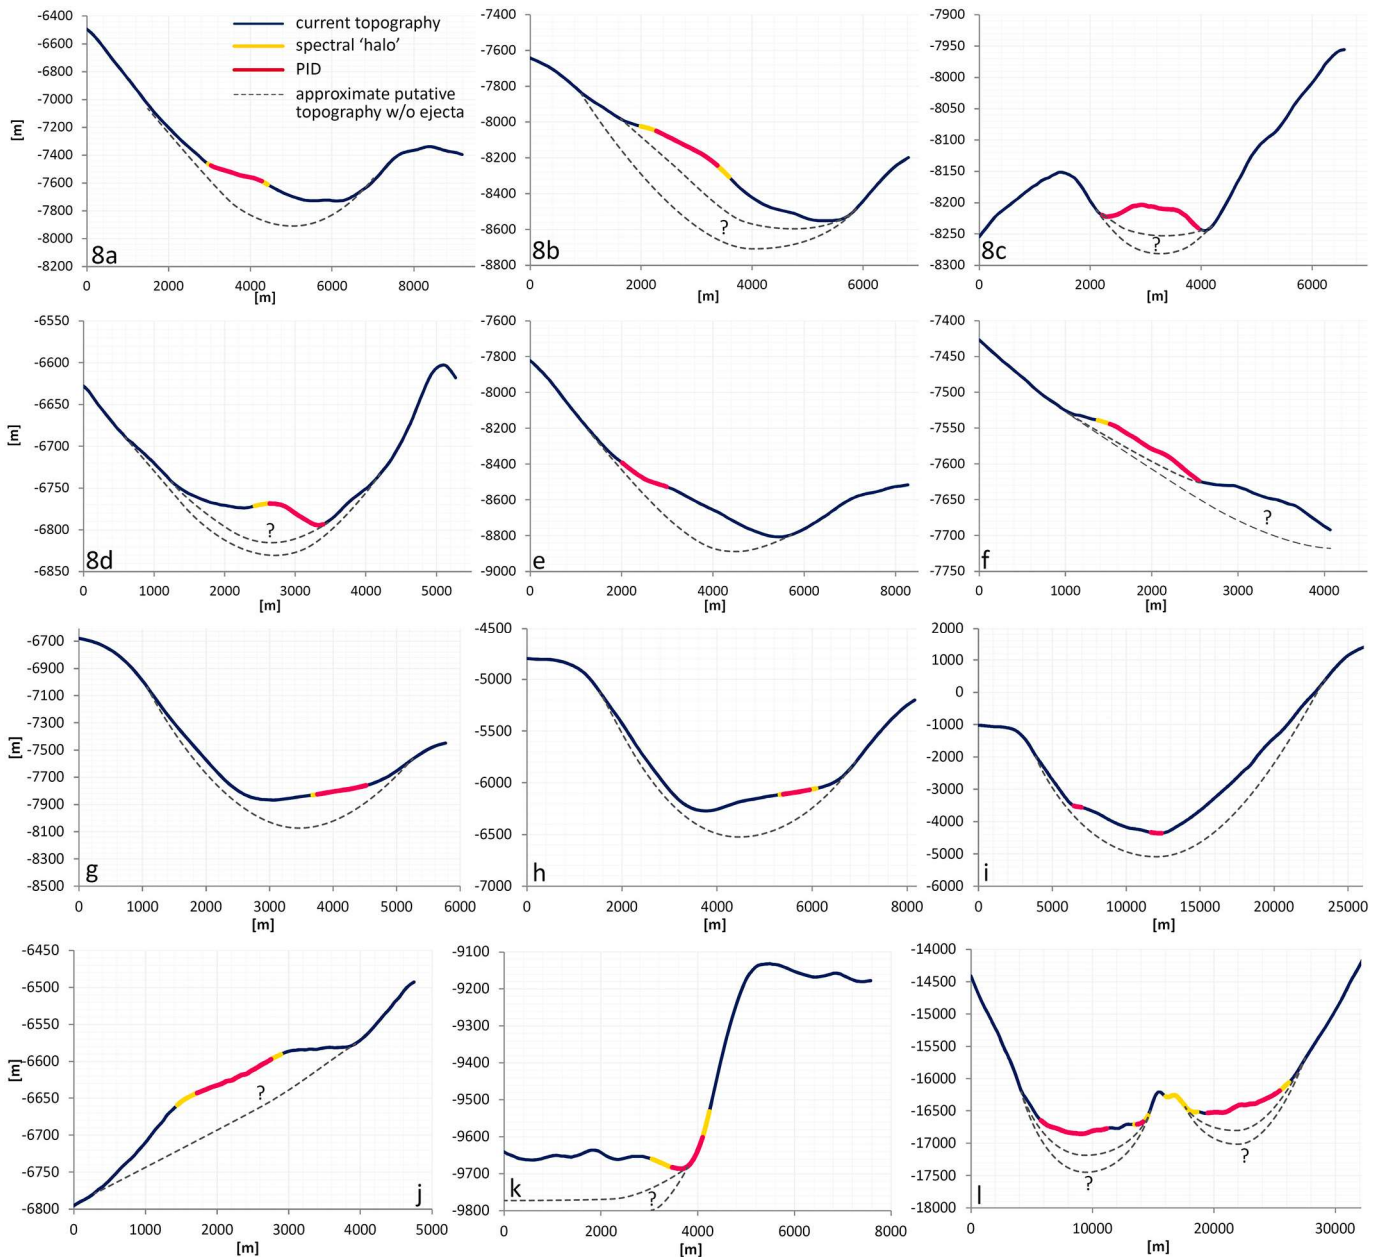 -6400
-6600
-6800
-7000
-7200
-7400
-7600
-7800
-8000
-8200
[m]
current topography
spectral ‘halo’
PID
approximate putative
topography w/o ejecta
8a
0 2000 4000 6000 8000
[m]
-7400
-7600
-7800
-8000
-8200
-8400
-8600
-8800
?
8b
0 2000 4000 6000
[m]
-7900
-7950
-8000
-8050
-8100
-8150
-8200
-8250
-8300
?
8c
0 2000 4000 6000
[m]
-6550
-6600
-6650
-6700
-6750
-6800
-6850
[m]
?
8d
0 1000 2000 3000 4000 5000
[m]
-7600
-7800
-8000
-8200
-8400
-8600
-8800
-9000
e
0 2000 4000 6000 8000
[m]
-7400
-7450
-7500
-7550
-7600
-7650
-7700
-7750
?
f
0 1000 2000 3000 4000
[m]
-6700
-6900
-7100
-7300
-7500
-7700
-7900
-8100
-8300
-8500
g
0 1000 2000 3000 4000 5000 6000
[m]
-4500
-5000
-5500
-6000
-6500
-7000
h
0 2000 4000 6000 8000
[m]
2000
1000
0
-1000
-2000
-3000
-4000
-5000
-6000
i
0 5000 10000 15000 20000 25000
[m]
-6450
-6500
-6550
-6600
-6650
-6700
-6750
-6800
[m]
?
j
0 1000 2000 3000 4000 5000
[m]
-9100
-9200
-9300
-9400
-9500
-9600
-9700
-9800
?
k
0 2000 4000 6000 8000
[m]
-14000
-14500
-15000
-15500
-16000
-16500
-17000
-17500
-18000
?
?
l
0 10000 20000 30000
[m]